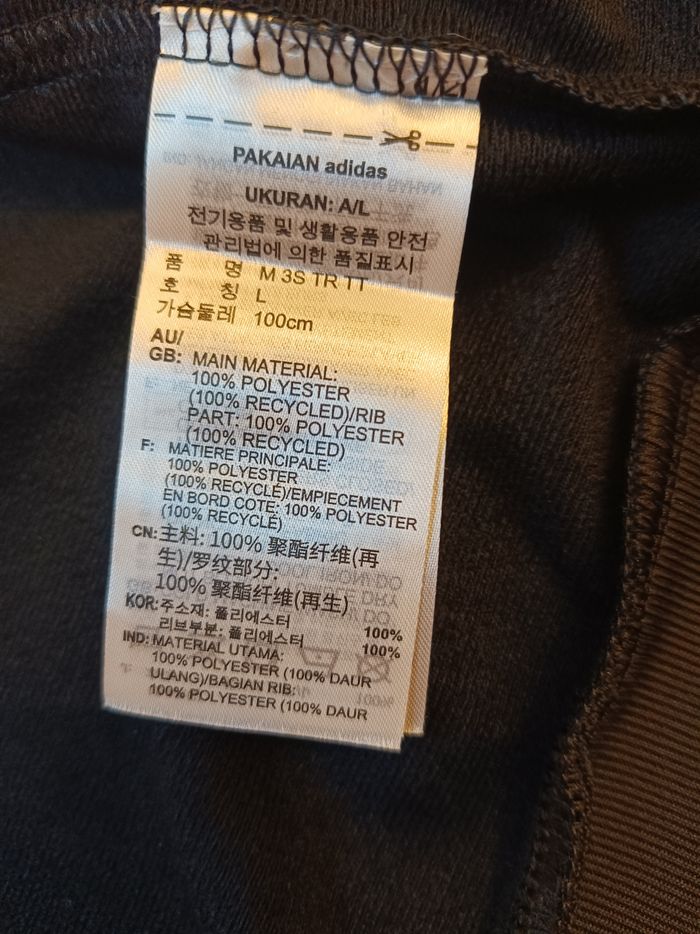 PAKAIAN adidas
UKURAN: A/L
전기용품 및 생활용품 안전
관리법에 의한 품질표시
품 명 M 3S TR TT
호 칭 L
가슴둘레 100cm
AU/
GB: MAIN MATERIAL:
100% POLYESTER
(100% RECYCLED)/RIB
PART: 100% POLYESTER
(100% RECYCLED)
F: MATIERE PRINCIPALE:
100% POLYESTER
(100% RECYCLÉ)/EMPIECEMENT
EN BORD COTE: 100% POLYESTER
(100% RECYCLÉ)
CN: 主料: 100% 聚酯纤维(再
生)/罗纹部分:
100% 聚酯纤维(再生)
KOR: 주소재: 폴리에스터 100%
리브부분: 폴리에스터 100%
IND: MATERIAL UTAMA:
100% POLYESTER (100% DAUR
ULANG)/BAGIAN RIB:
100% POLYESTER (100% DAUR